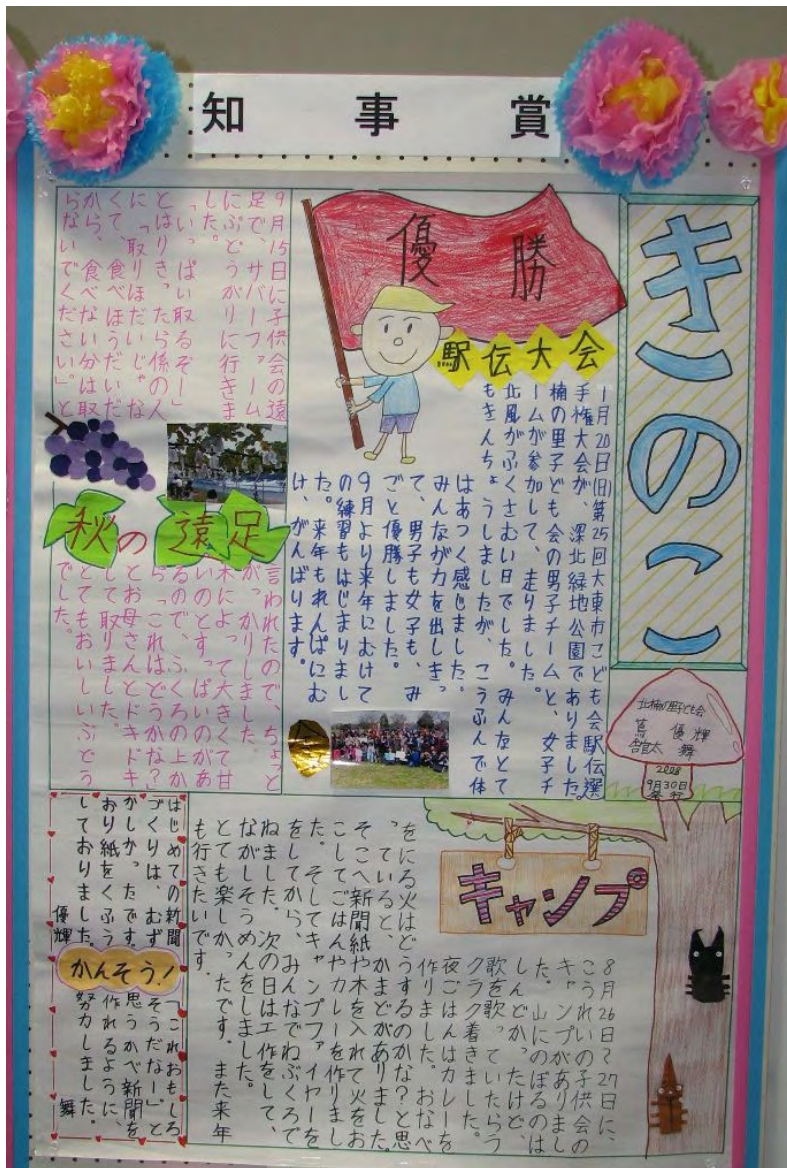 知事賞
きのこ
北楠の里子ども会
優輝
舞
2008
9月30日
発行
優勝
駅伝大会
1月20日(日)第25回大東市こども会駅伝選
手権大会が、深北緑地公園でありました。
楠の里子ども会の男子チームと、女子チ
ームが参加して、走りました。
北風がふくさむい日でした。みんなとて
もきんちょうしましたが、こうふんで体
はあつく感じました。
みんなが力を出しきっ
て、男子も女子も、み
ごと優勝しました。
9月より来年にむけて
の練習もはじまりまし
た。来年もれんぱにむ
け、がんばります。
秋の遠足
9月15日に子供会の遠
足で、サバーファーム
にぶどうがりに行きま
した。
「いっぱい取るぞー」
とはりきったら係の人
に「取りほうだいじゃな
くて、食べほうだいだ
から、食べない分は取
らないでください。」と
言われたので、ちょっと
がっかりしました。
木によって大きくて甘
いのとすっぱいのがあ
るので、ふくろの上か
ら「これはどうかな?」
とお母さんとドキドキ
して取りました。
とてもおいしいぶどう
でした。
キャンプ
8月26日~27日に、
こうれいの子供会の
キャンプがありまし
た。山にのぼるのは
しんどかったけど、
歌を歌っていたらラ
クラク着きました。
夜ごはんはカレーを
作りました。おなべ
をにる火はどうするのかな?と思
っていると、かまどがありました。
そこへ新聞紙や木を入れて火をお
こしてごはんやカレーを作りまし
た。そしてキャンプファイヤーを
をしてから、みんなでねぶくろで
ねました。次の日は工作をして、
ながしそうめんをしました。
とても楽しかったです。また来年
も行きたいです。
かんそう!
はじめての新聞
づくりは、むず
かしかったです。
おり紙をくふう
しておりました。
優輝
「これおもしろ
そうだなー」と
思うかべ新聞を
作れるように、
努力しました。
舞